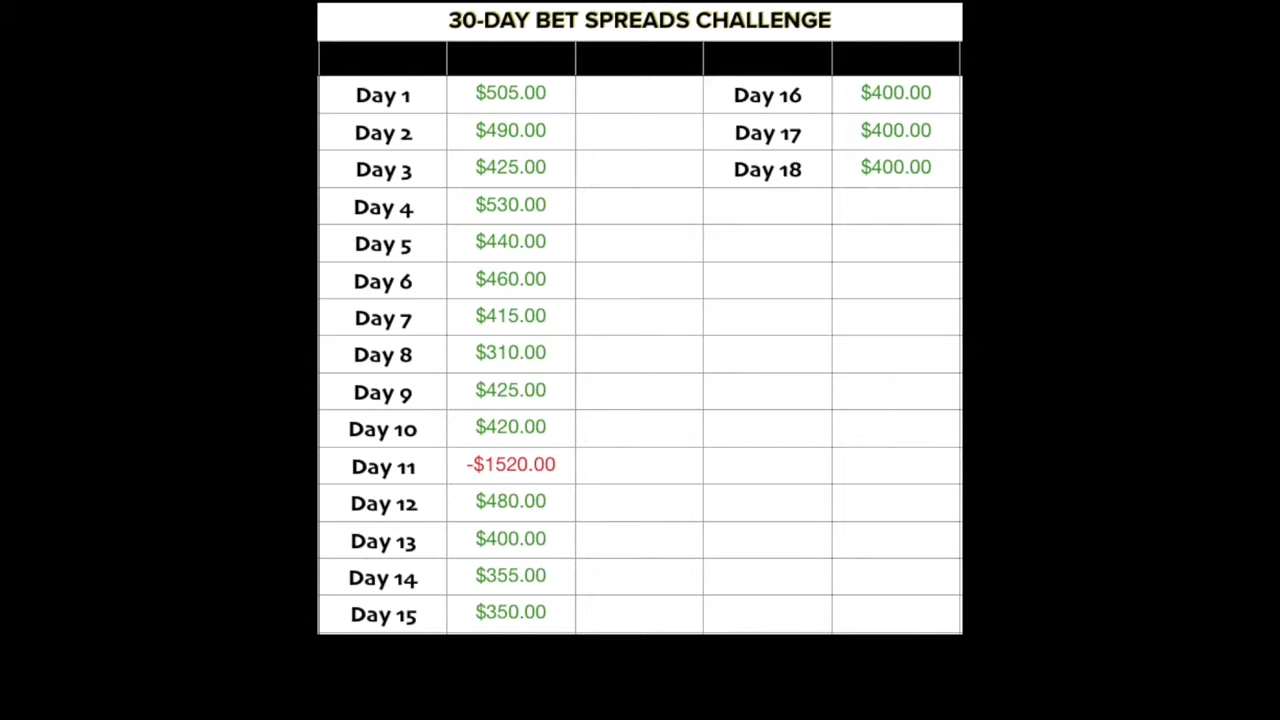 30-DAY BET SPREADS CHALLENGE
Day 1 $505.00 Day 16 $400.00
Day 2 $490.00 Day 17 $400.00
Day 3 $425.00 Day 18 $400.00
Day 4 $530.00
Day 5 $440.00
Day 6 $460.00
Day 7 $415.00
Day 8 $310.00
Day 9 $425.00
Day 10 $420.00
Day 11 -$1520.00
Day 12 $480.00
Day 13 $400.00
Day 14 $355.00
Day 15 $350.00